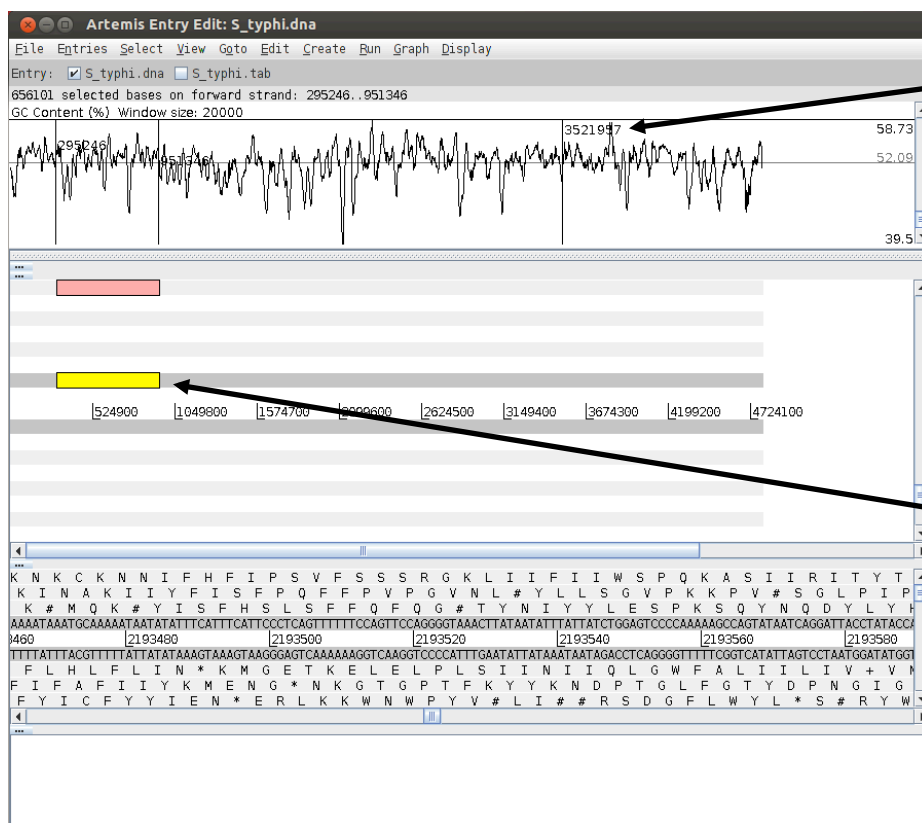 Artemis Entry Edit: S_typhi.dna
File Entries Select View Goto Edit Create Run Graph Display
Entry: S_typhi.dna S_typhi.tab
656101 selected bases on forward strand: 295246..951346
GC Content (%) Window size: 20000
3521957
58.73
295246
951346
52.09
39.5
524900 1049800 1574700 2099600 2624500 3149400 3674300 4199200 4724100
K N K C K N N I F H F I P S V F S S S R G K L I I F I I W S P Q K A S I I R I T Y T
K I N A K I I Y F I S F P Q F F P V P G V N L # Y L L S G V P K K P V # S G L P I P
K # M Q K # Y I S F H S L S F F Q F Q G # T Y N I Y Y L E S P K S Q Y N Q D Y L Y
3460 2193480 2193500 2193520 2193540 2193560 2193580
F L H L F L I N * K M G E T K E L E L P L S I I N I I Q L G W F A L I I L I V + V
F I F A F I I Y K M E N G * N K G T G P T F K Y Y K N D P T G L F G T Y D P N G I G
F Y I C F Y Y I E N * E R L K K W N W P Y V # L I # # R S D G F L W Y L * S # R Y W